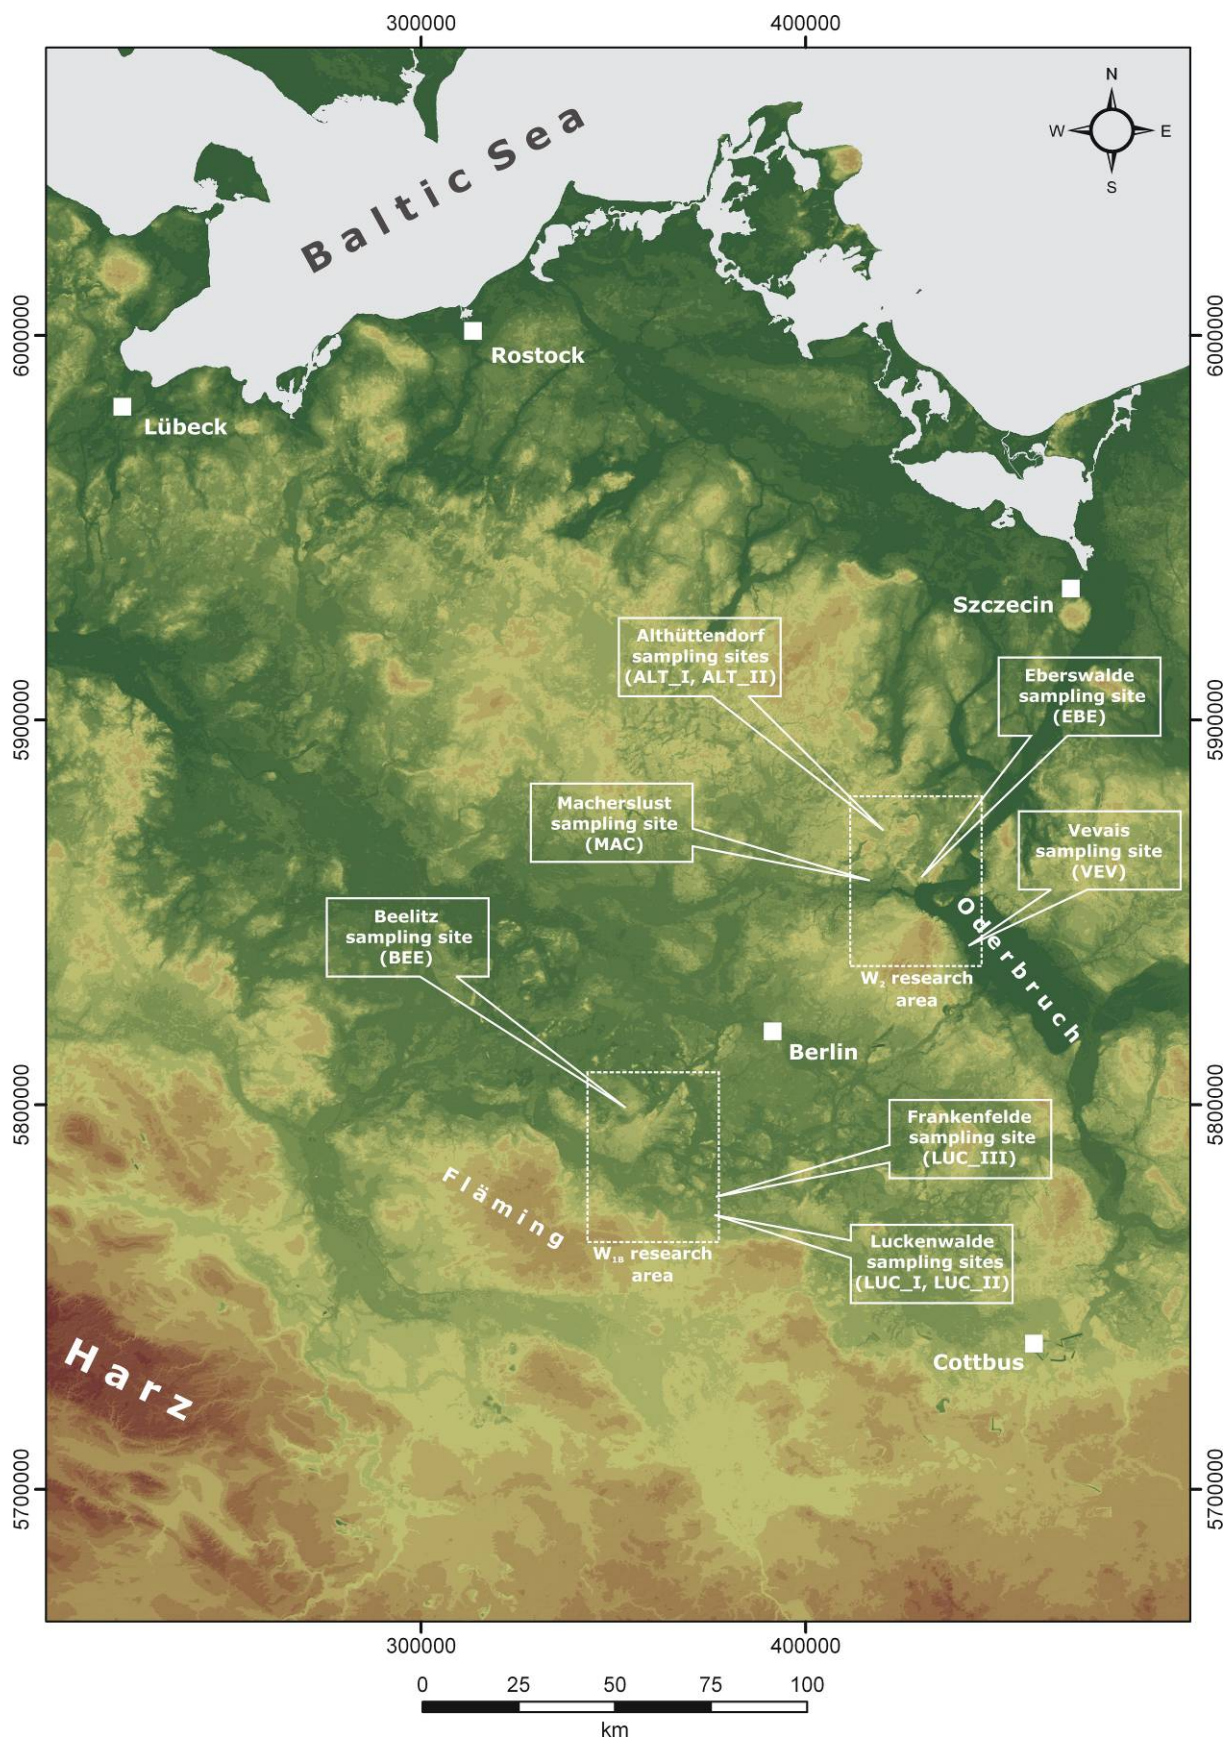 300000
400000
N
W
E
S
Baltic Sea
6000000
6000000
Rostock
Lübeck
Szczecin
Althüttendorf
sampling sites
(ALT_I, ALT_II)
Eberswalde
sampling site
(EBE)
5900000
5900000
Macherslust
sampling site
(MAC)
Vevais
sampling site
(VEV)
Beelitz
sampling site
(BEE)
Oderbruch
W₂ research
area
Berlin
5800000
5800000
Frankenfelde
sampling site
(LUC_III)
Fläming
Luckenwalde
sampling sites
(LUC_I, LUC_II)
W₁B research
area
Harz
Cottbus
5700000
5700000
300000
400000
0 25 50 75 100
km